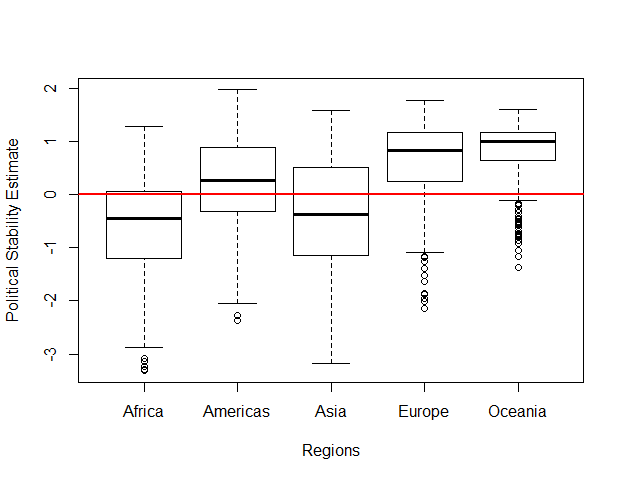 Political Stability Estimate
2
1
0
-1
-2
-3
Africa Americas Asia Europe Oceania
Regions